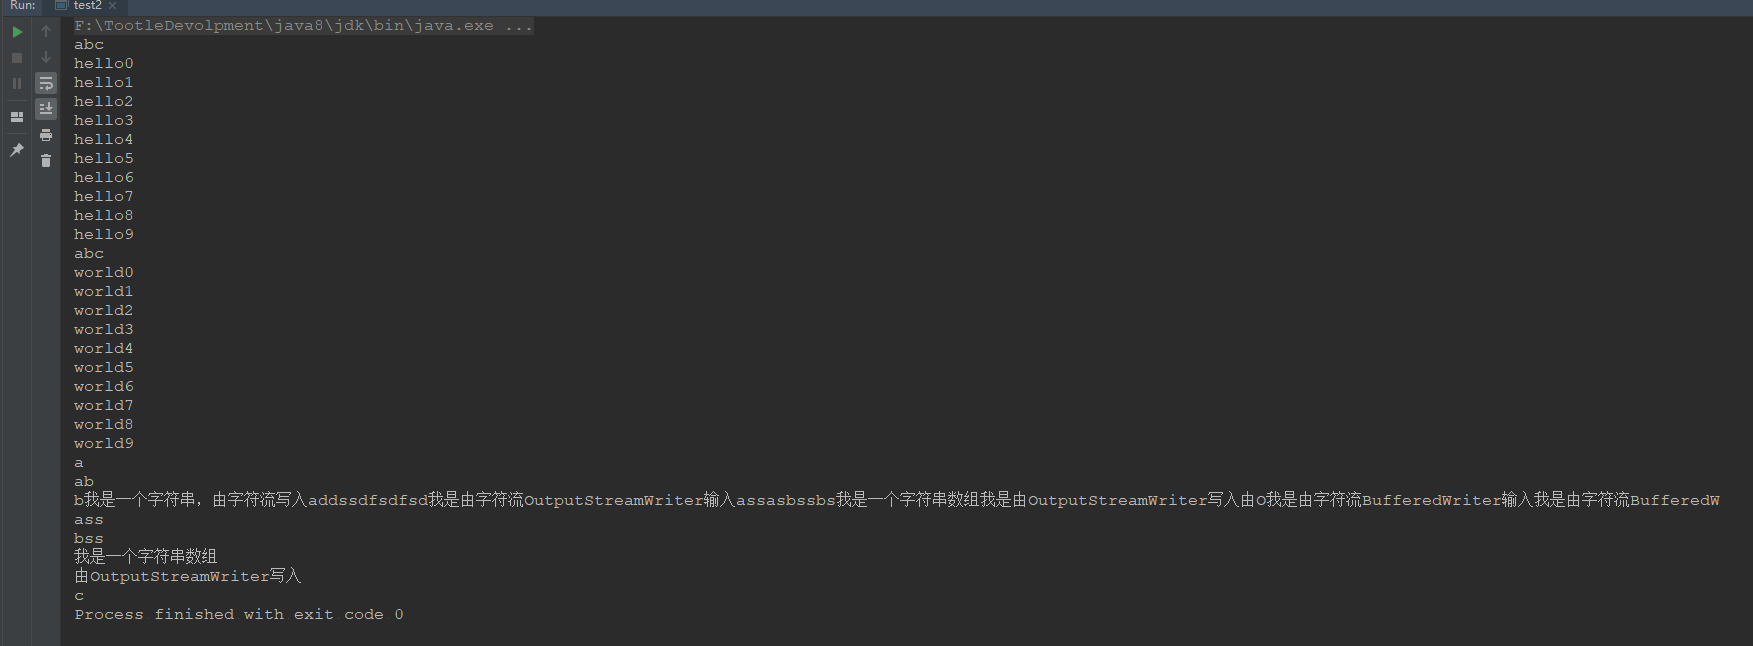 Run: test2
F:\TootleDevolpment\java8\jdk\bin\java.exe ...
abc
hello0
hello1
hello2
hello3
hello4
hello5
hello6
hello7
hello8
hello9
abc
world0
world1
world2
world3
world4
world5
world6
world7
world8
world9
a
ab
b我是一个字符串，由字符流写入addssdfsdfsd我是由字符流OutputStreamWriter输入assasbssbs我是一个字符串数组我是由OutputStreamWriter写入由O我是由字符流BufferedWriter输入我是由字符流BufferedW
ass
bss
我是一个字符串数组
由OutputStreamWriter写入
c
Process finished with exit code 0